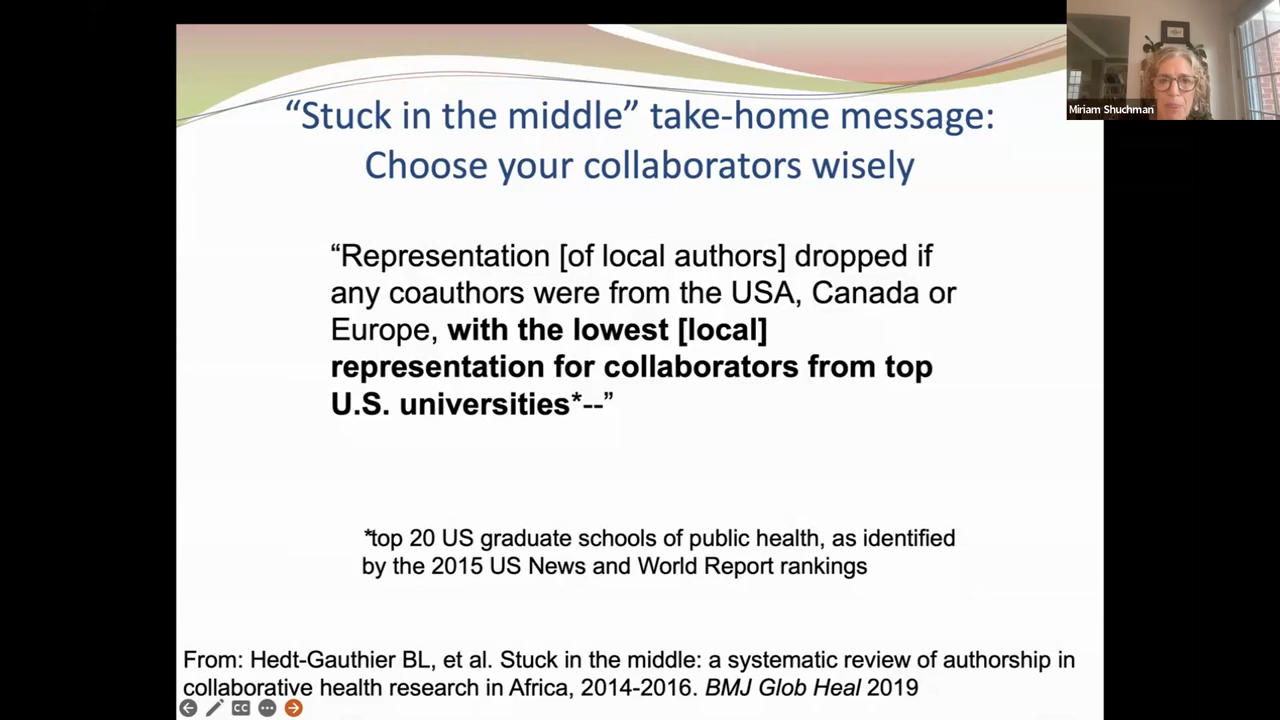 “Stuck in the middle” take-home message:
Choose your collaborators wisely
“Representation [of local authors] dropped if
any coauthors were from the USA, Canada or
Europe, with the lowest [local]
representation for collaborators from top
U.S. universities*--”
*top 20 US graduate schools of public health, as identified
by the 2015 US News and World Report rankings
From: Hedt-Gauthier BL, et al. Stuck in the middle: a systematic review of authorship in
collaborative health research in Africa, 2014-2016. BMJ Glob Heal 2019
CC
Miriam Shuchman